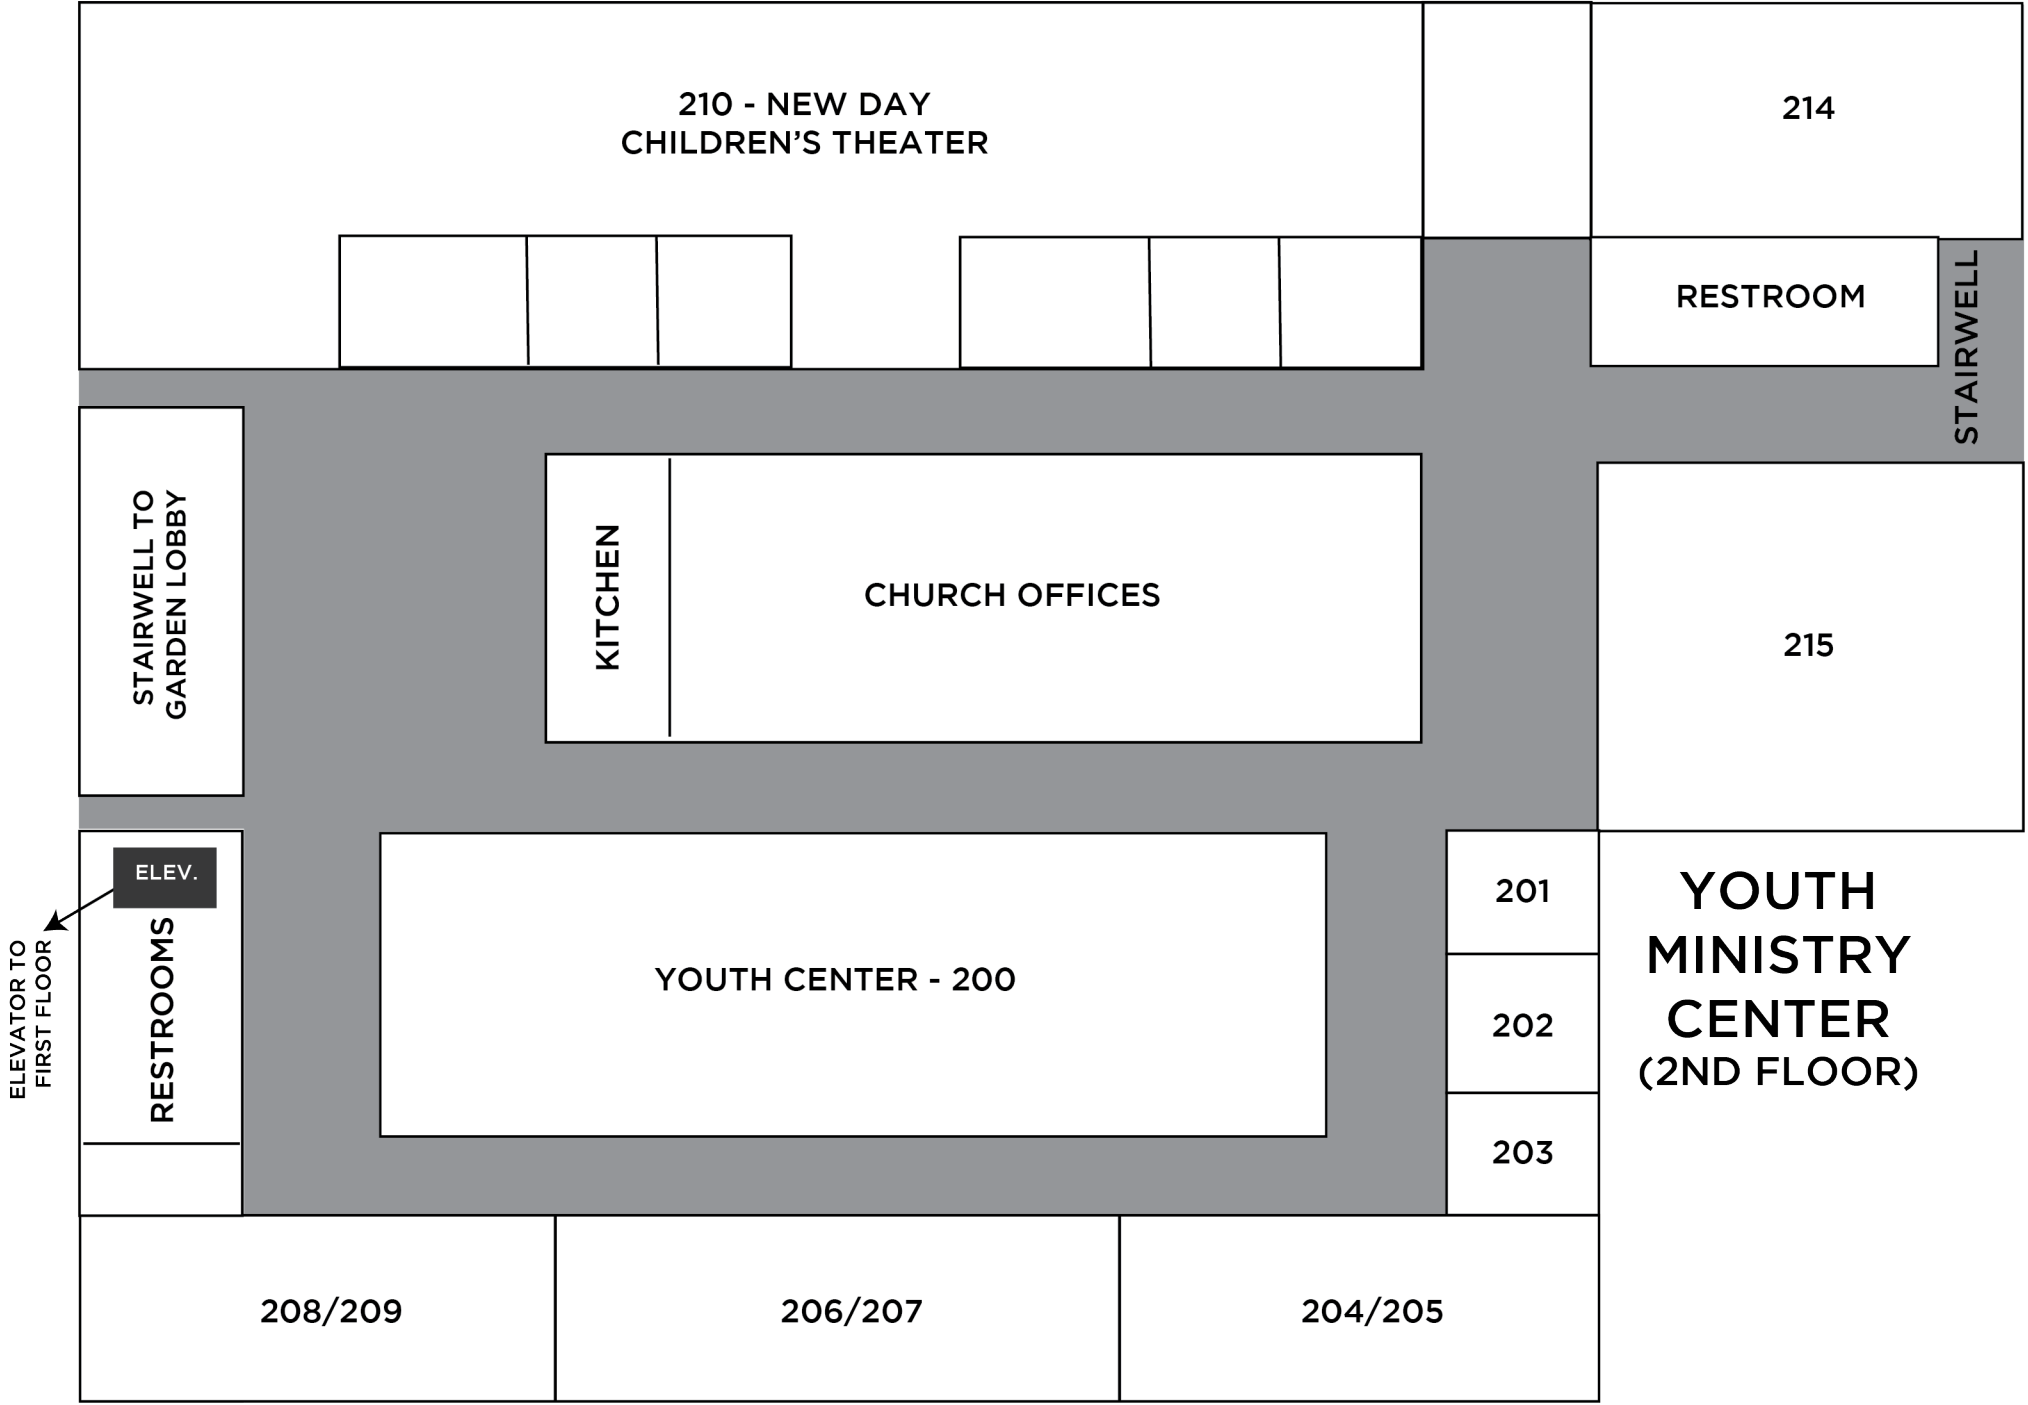 210 - NEW DAY
CHILDREN’S THEATER
214
RESTROOM
STAIRWELL
STAIRWELL TO
GARDEN LOBBY
KITCHEN
CHURCH OFFICES
215
ELEV.
ELEVATOR TO
FIRST FLOOR
RESTROOMS
YOUTH CENTER - 200
201
202
203
YOUTH
MINISTRY
CENTER
(2ND FLOOR)
208/209
206/207
204/205